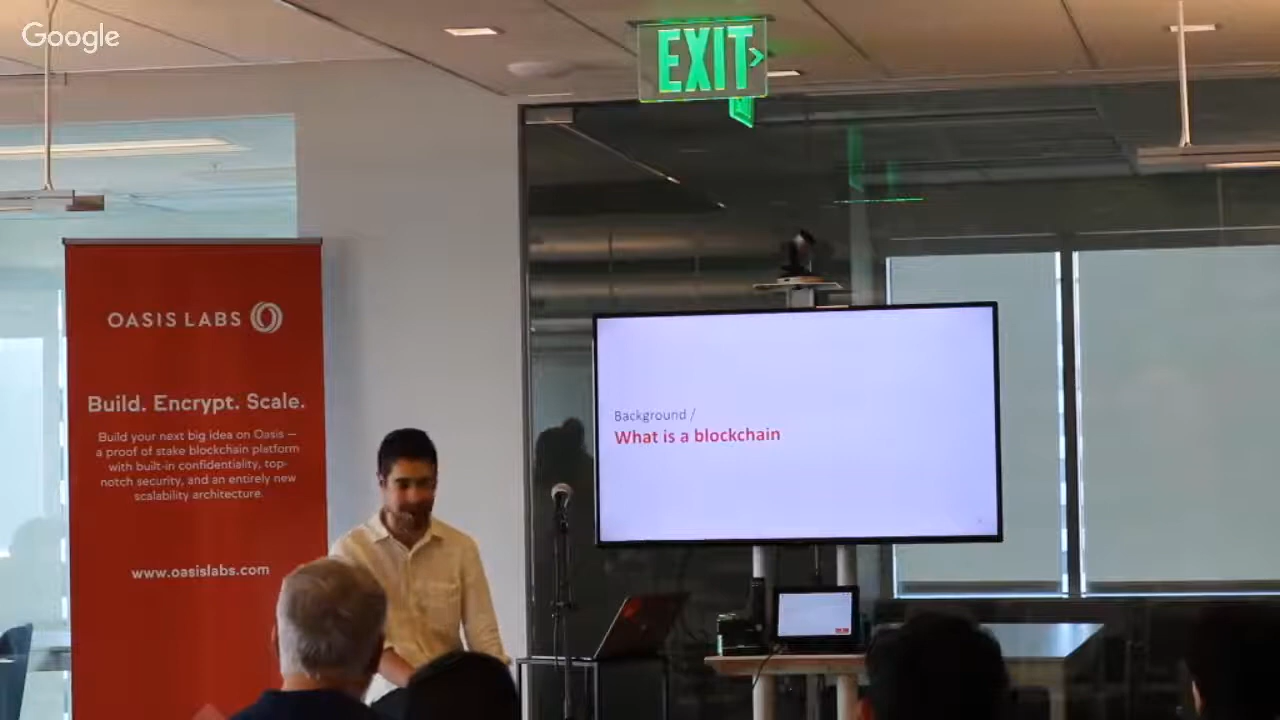 Google
EXIT
OASIS LABS
Build. Encrypt. Scale.
Build your next big idea on Oasis —
a proof of stake blockchain platform
with built-in confidentiality, top-
notch security, and an entirely new
scalability architecture.
www.oasislabs.com
Background /
What is a blockchain